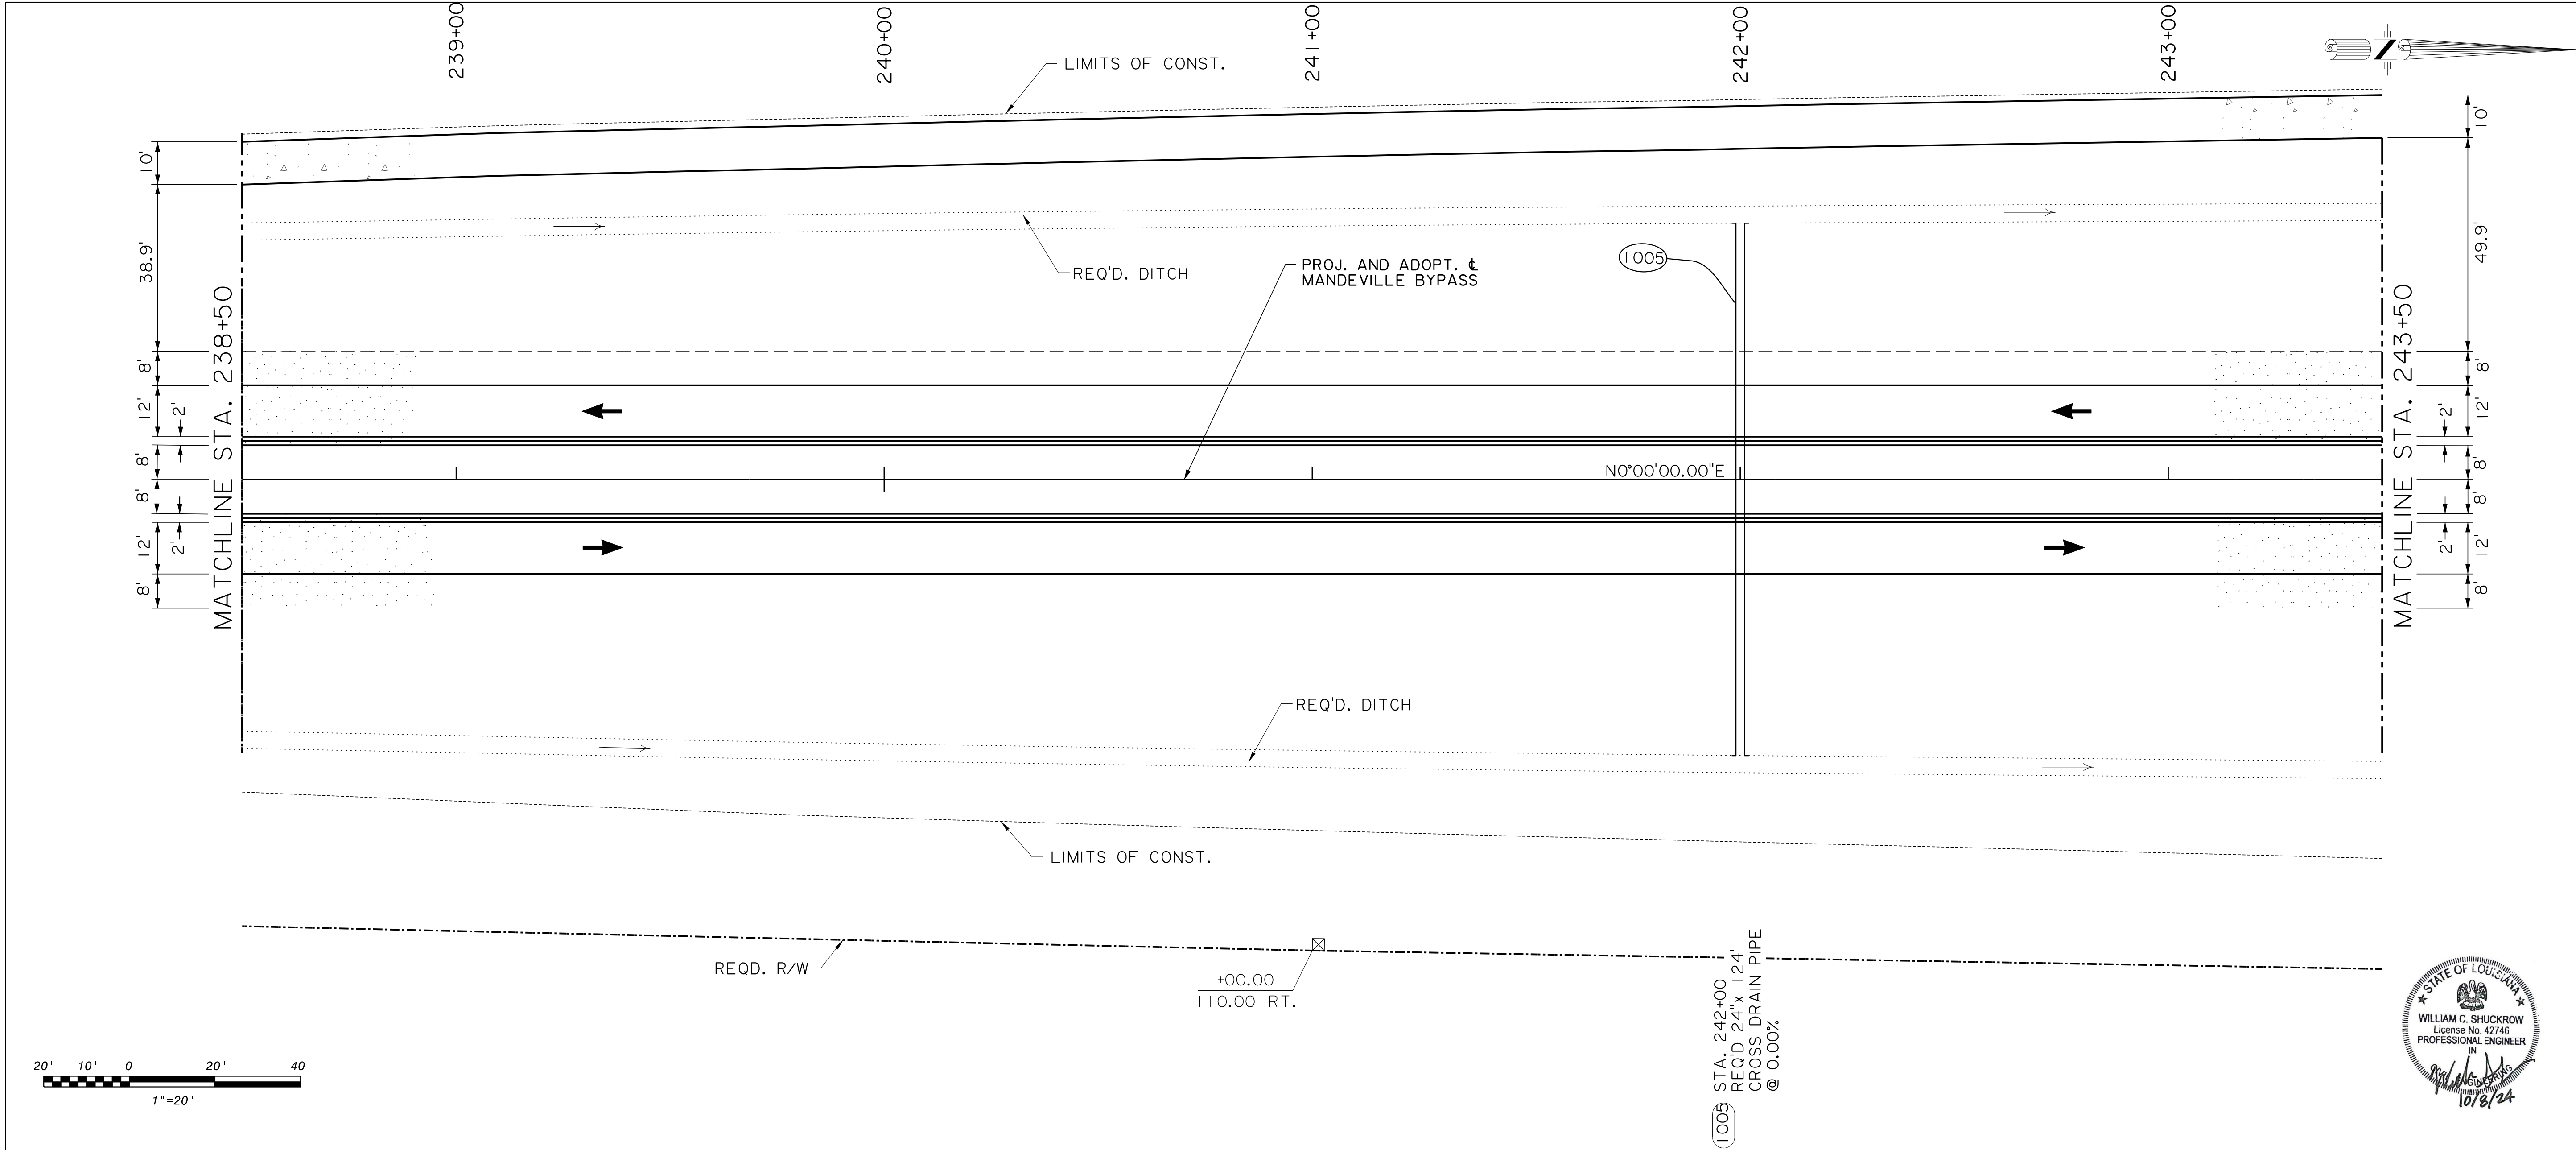 239+00
240+00
241+00
242+00
243+00
LIMITS OF CONST.
10'
38.9'
8'
12'
2'
8'
8'
2'
12'
8'
MATCHLINE STA. 238+50
REQ'D. DITCH
PROJ. AND ADOPT. ℄
MANDEVILLE BYPASS
1005
N0°00'00.00"E
10'
49.9'
8'
12'
2'
8'
8'
2'
12'
8'
MATCHLINE STA. 243+50
REQ'D. DITCH
LIMITS OF CONST.
REQD. R/W
+00.00
110.00' RT.
1005 STA. 242+00
REQ'D 24"x 124'
CROSS DRAIN PIPE
@ 0.00%
20' 10' 0 20' 40'
1"=20'
STATE OF LOUISIANA
WILLIAM C. SHUCKROW
License No. 42746
PROFESSIONAL ENGINEER
IN
ENGINEERING
10/8/24